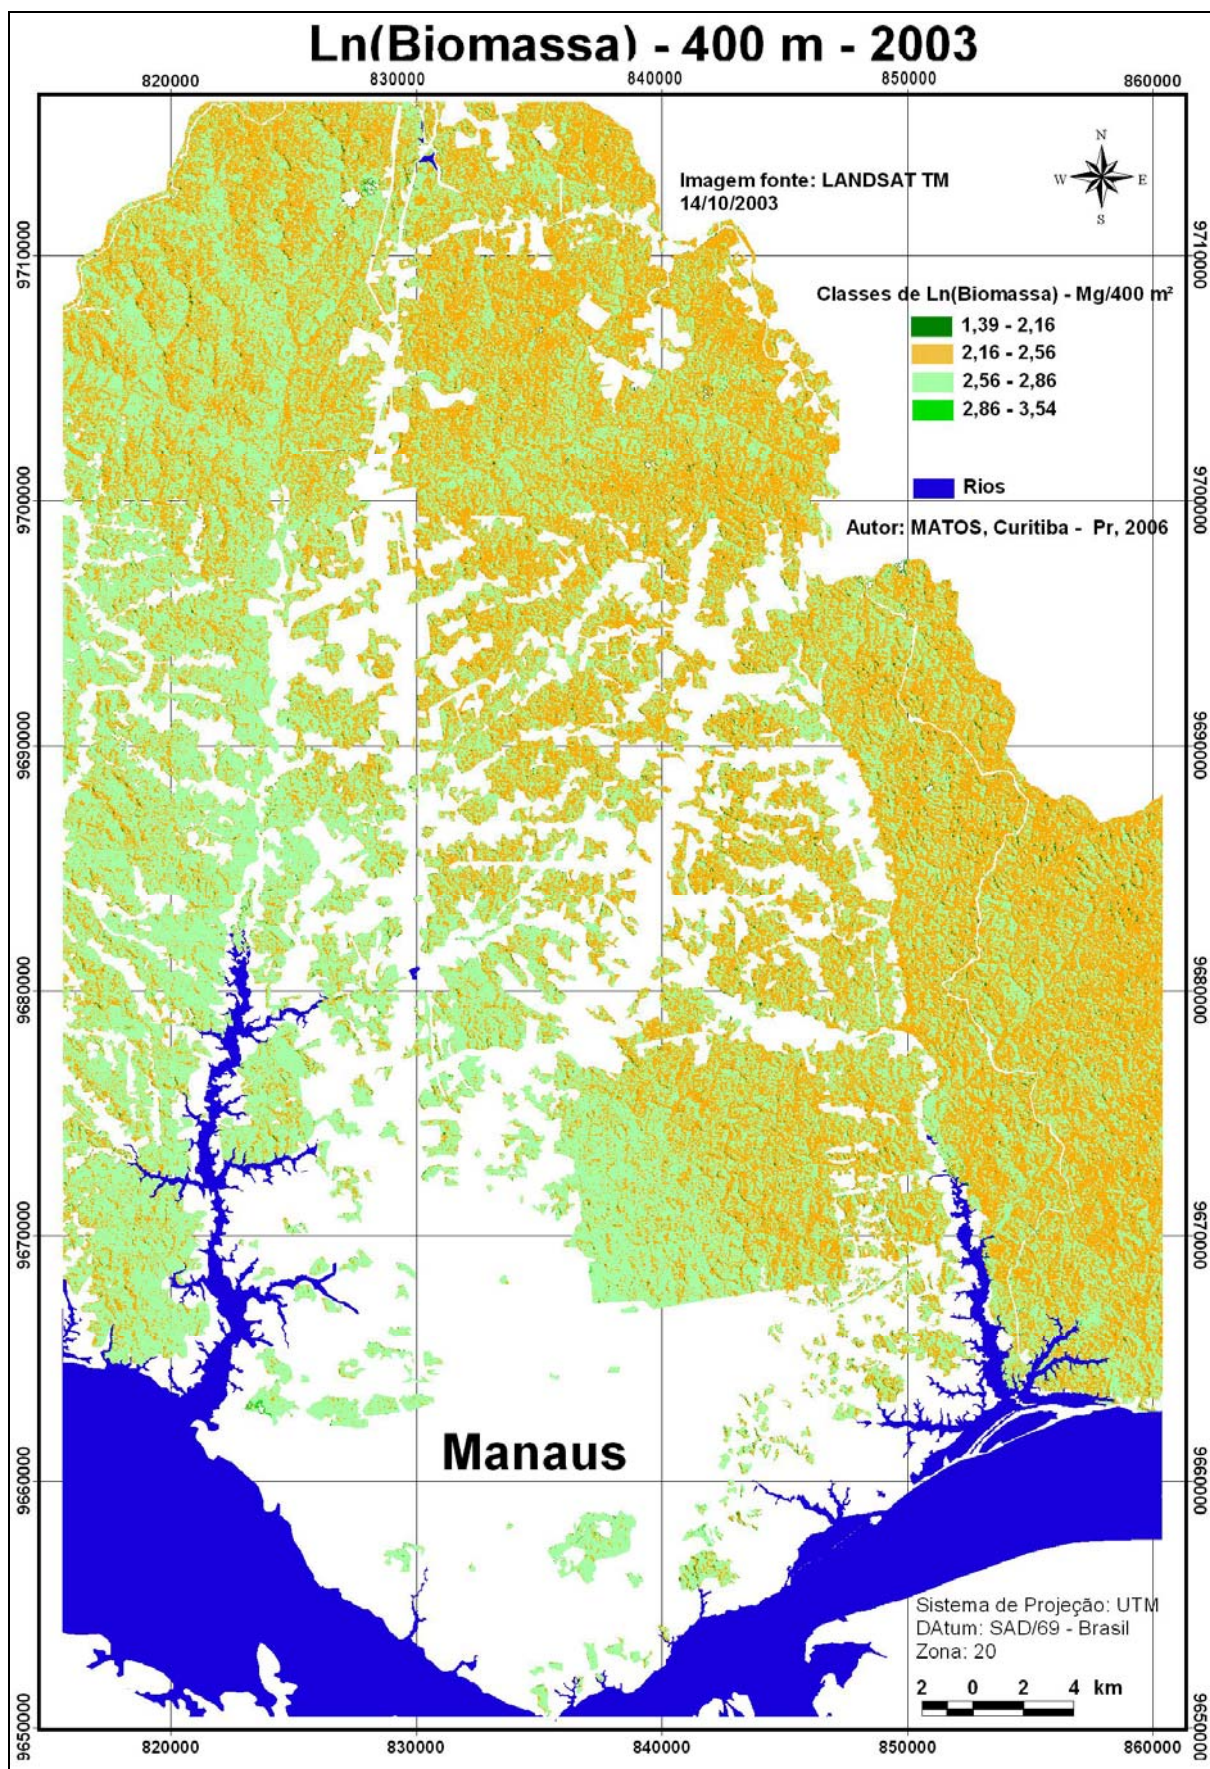 Ln(Biomassa) - 400 m - 2003
820000 830000 840000 850000 860000
N
W E
S
Imagem fonte: LANDSAT TM
14/10/2003
Classes de Ln(Biomassa) - Mg/400 m²
1,39 - 2,16
2,16 - 2,56
2,56 - 2,86
2,86 - 3,54
Rios
Autor: MATOS, Curitiba - Pr, 2006
9710000 9710000
9700000 9700000
9690000 9690000
9680000 9680000
9670000 9670000
9660000 9660000
9650000 9650000
Manaus
Sistema de Projeção: UTM
DAtum: SAD/69 - Brasil
Zona: 20
2 0 2 4 km
820000 830000 840000 850000 860000